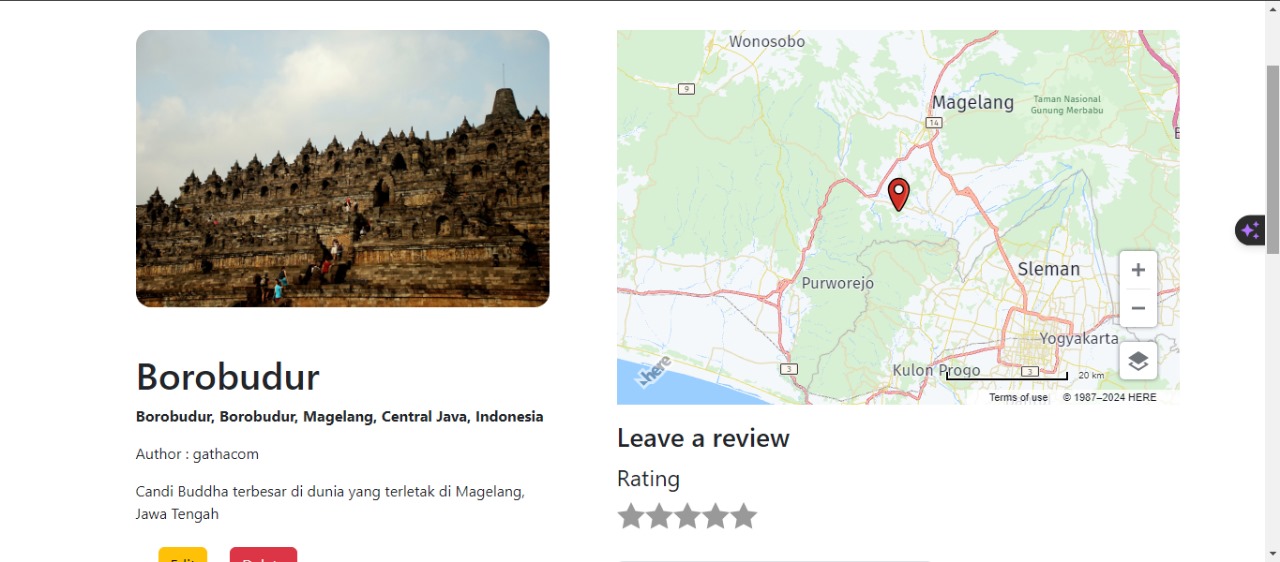 Wonosobo
9
Magelang
Taman Nasional
Gunung Merbabu
14
Sleman
Purworejo
Yogyakarta
3
Kulon Progo
3
20 km
here
Terms of use © 1987–2024 HERE
Borobudur
Borobudur, Borobudur, Magelang, Central Java, Indonesia
Author : gathacom
Candi Buddha terbesar di dunia yang terletak di Magelang,
Jawa Tengah
Leave a review
Rating